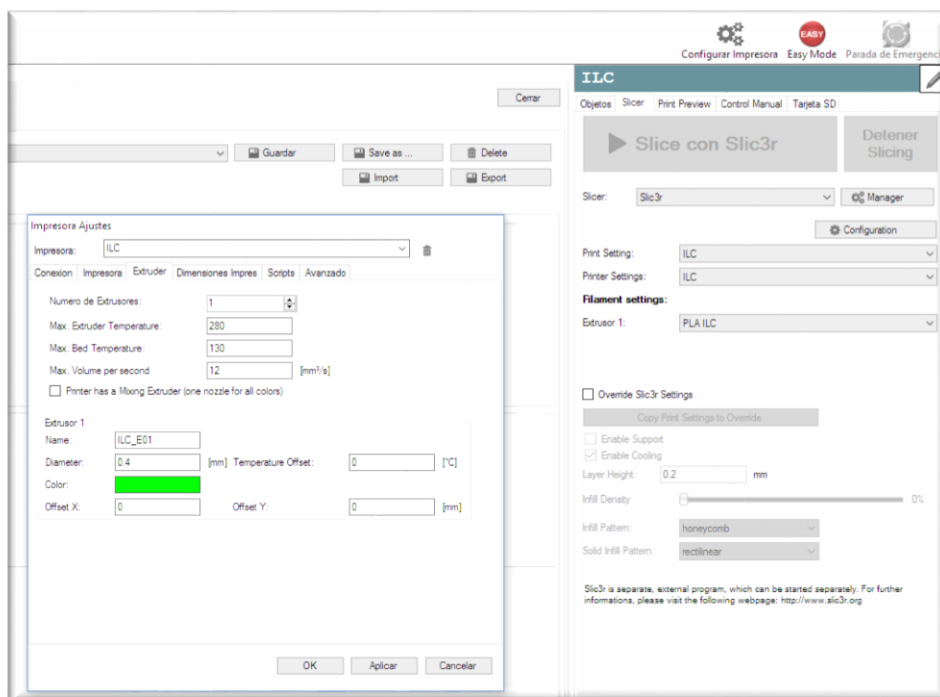 Configurar Impresora EASY Easy Mode Parada de Emergenci
ILC
Cerrar
Objetos Slicer Print Preview Control Manual Tarjeta SD
Slice con Slic3r Detener Slicing
Guardar Save as ... Delete
Import Export
Slicer: Slic3r Manager
Configuration
Print Setting: ILC
Printer Settings: ILC
Filament settings:
Extrusor 1: PLA ILC
Override Slic3r Settings
Copy Print Settings to Override
Enable Support
Enable Cooling
Layer Height: 0.2 mm
Infill Density 0%
Infill Pattern: honeycomb
Solid Infill Pattern: rectilinear
Slic3r is separate, external program, which can be started separately. For further
informations, please visit the following webpage: http://www.slic3r.org
Impresora Ajustes
Impresora: ILC
Conexion Impresora Extruder Dimensiones Impres Scripts Avanzado
Numero de Extrusores: 1
Max. Extruder Temperature: 280
Max. Bed Temperature: 130
Max. Volume per second 12 [mm³/s]
Printer has a Mixing Extruder (one nozzle for all colors)
Extrusor 1
Name: ILC_E01
Diameter: 0.4 [mm] Temperature Offset: 0 [°C]
Color:
Offset X: 0 Offset Y: 0 [mm]
OK Aplicar Cancelar